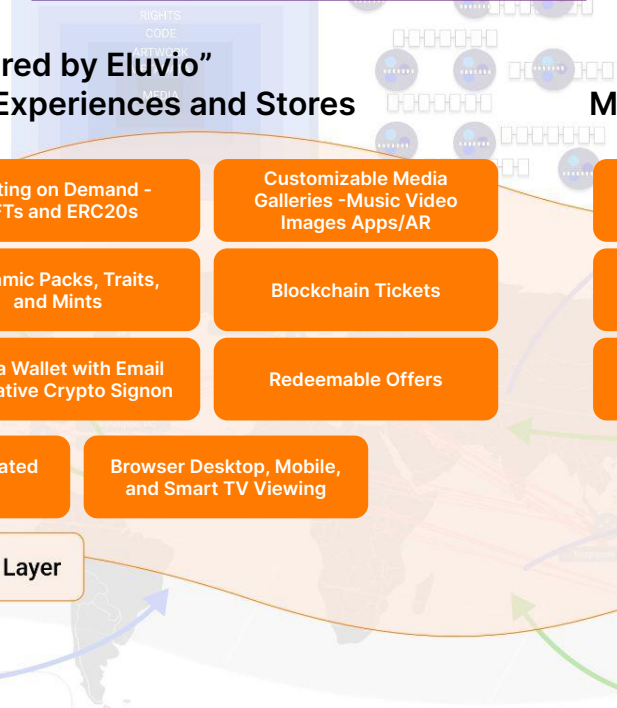 RIGHTS
CODE
ARTWORK
MEDIA
red by Eluvio”
Experiences and Stores
M
ting on Demand -
FTs and ERC20s
Customizable Media
Galleries -Music Video
Images Apps/AR
mic Packs, Traits,
and Mints
Blockchain Tickets
a Wallet with Email
ative Crypto Signon
Redeemable Offers
ated
Browser Desktop, Mobile,
and Smart TV Viewing
Layer